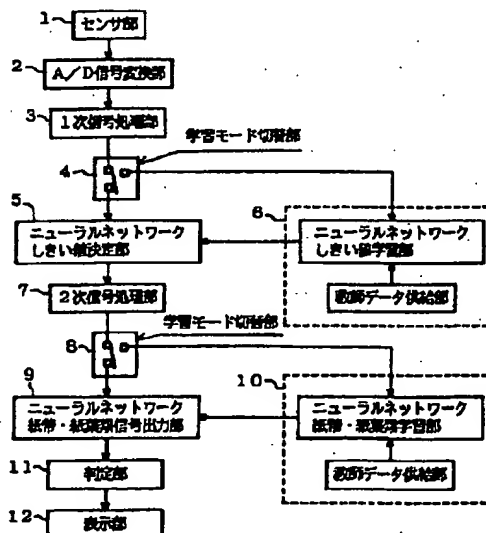 1
センサ部
2
A/D信号変換部
3
1次信号処理部
学習モード切替部
4
5
ニューラルネットワーク
しきい値決定部
6
ニューラルネットワーク
しきい値学習部
教師データ供給部
7
2次信号処理部
学習モード切替部
8
9
ニューラルネットワーク
紙幣・紙葉類信号出力部
10
ニューラルネットワーク
紙幣・紙葉類学習部
教師データ供給部
11
判定部
12
表示部